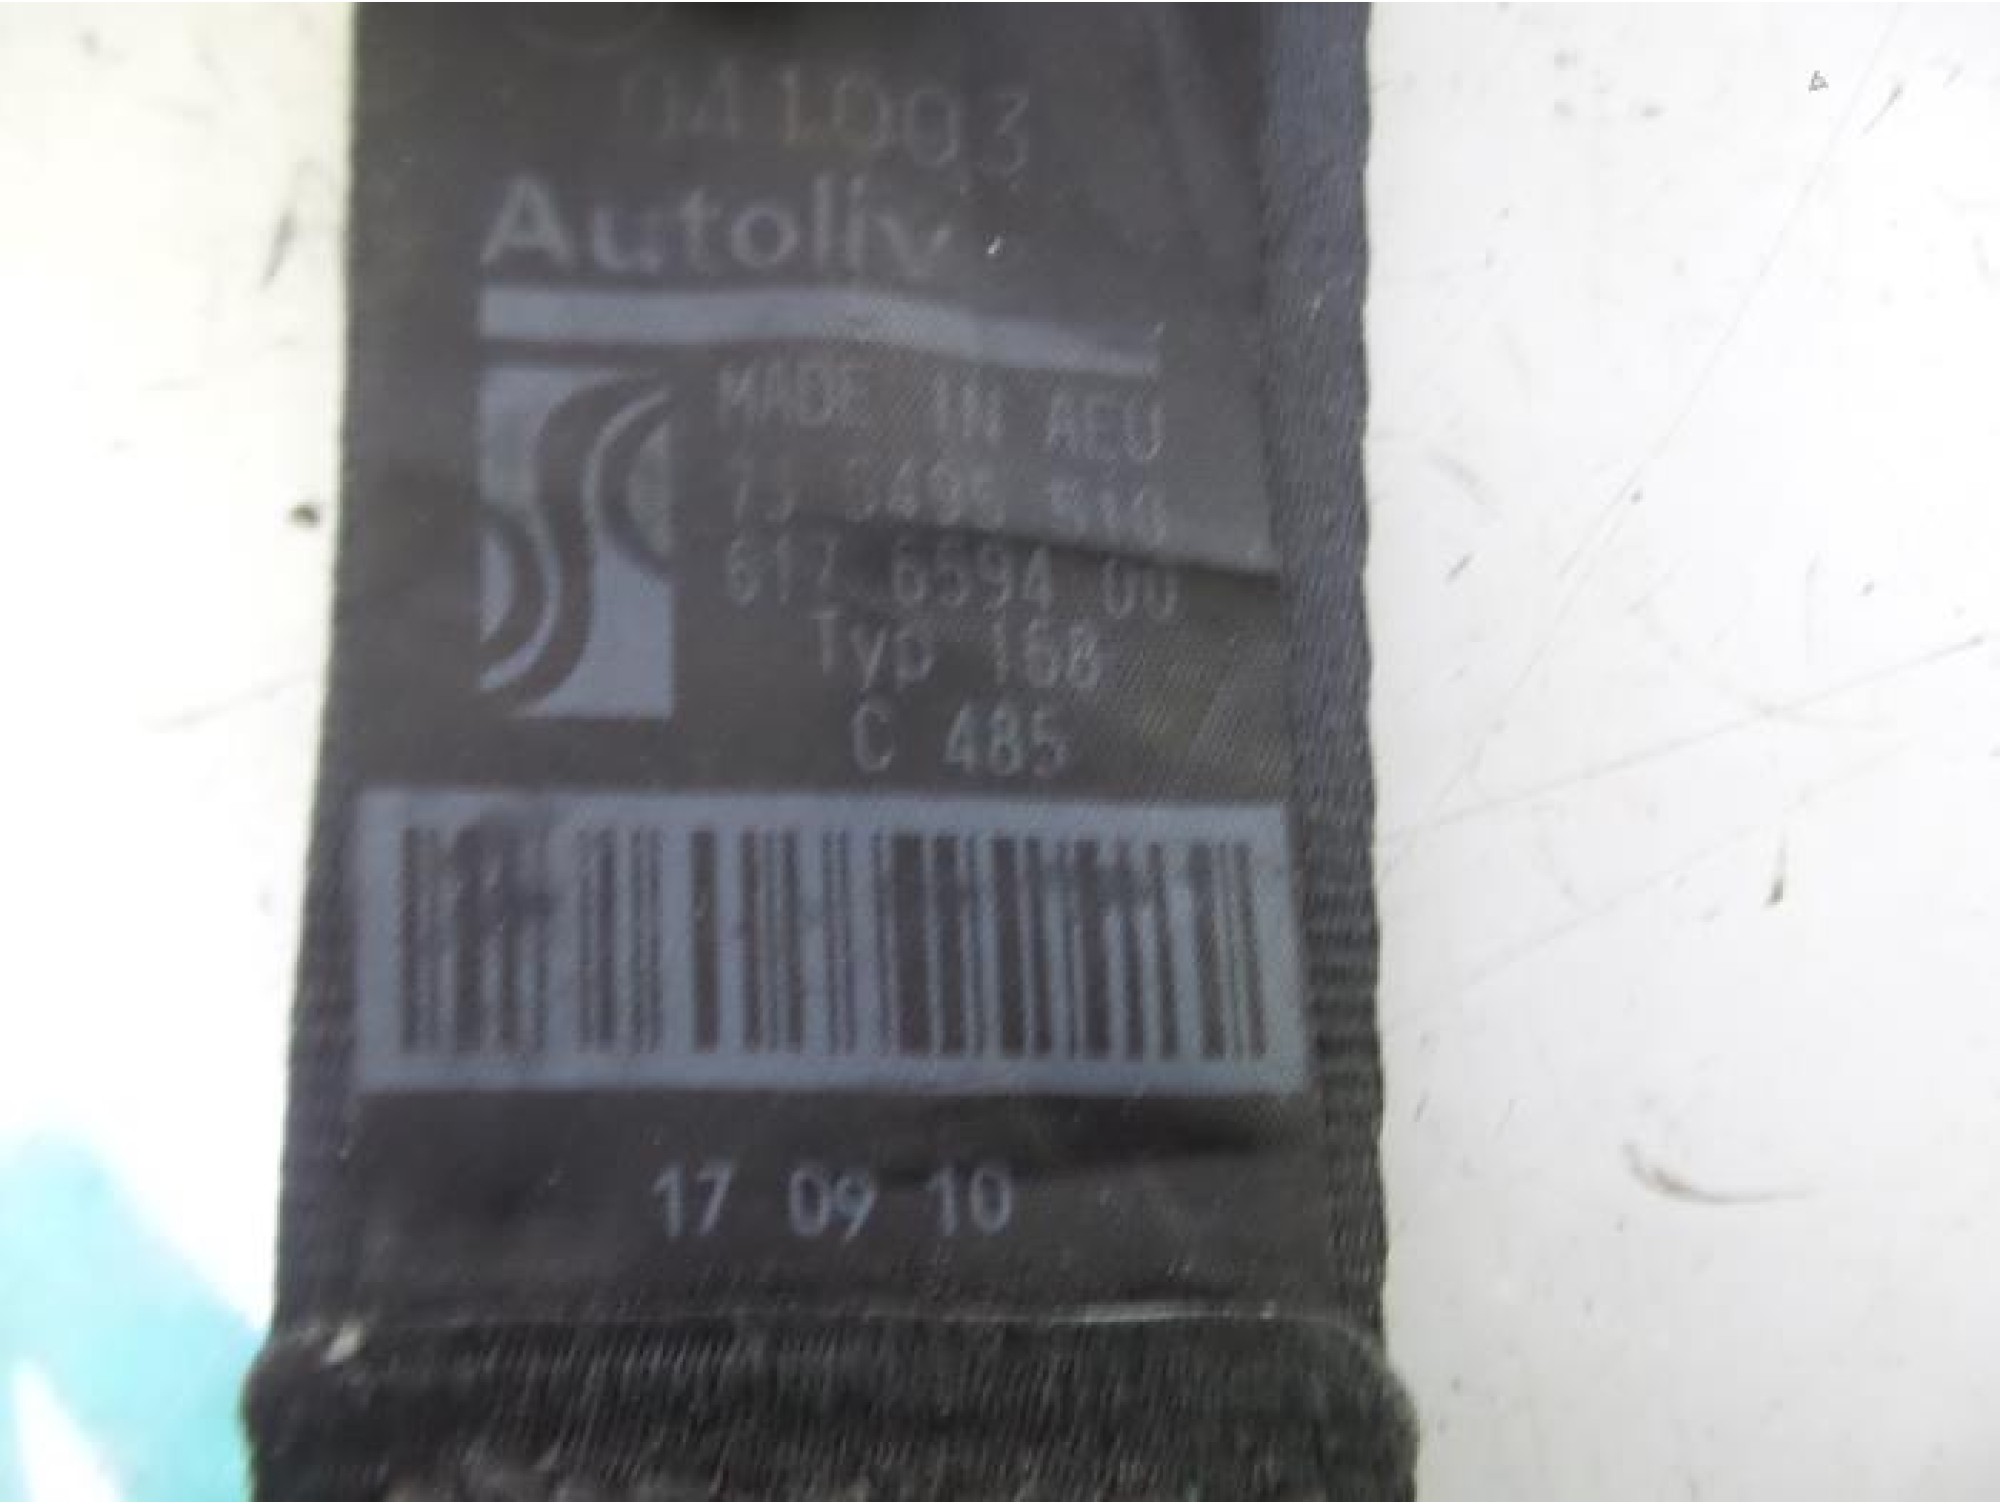 041003
Autoliv
MADE IN AEU
617 6594 00
Typ 168
C 485
17 09 10